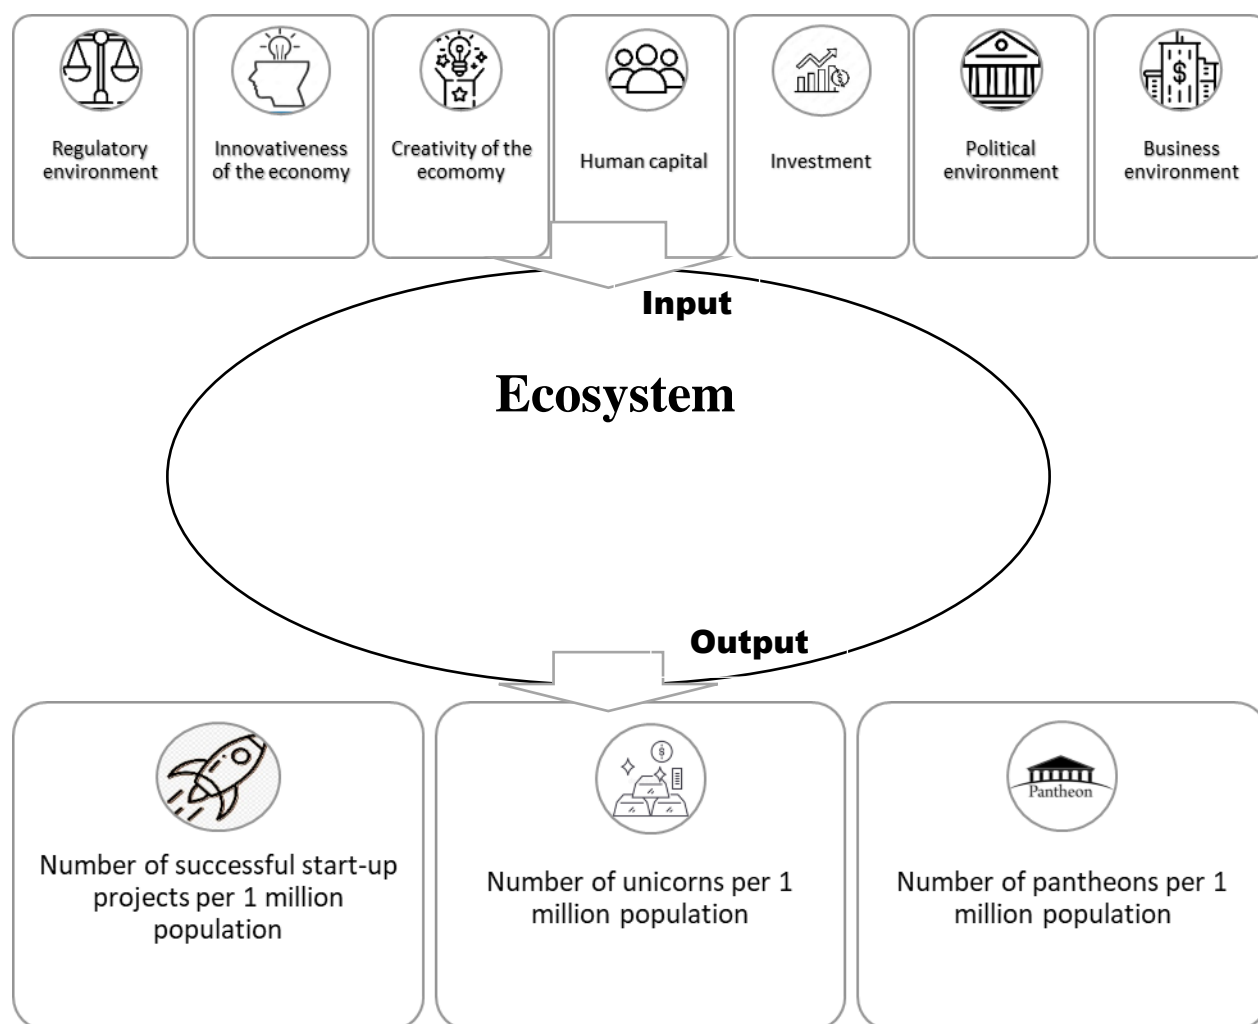 Regulatory
environment
Innovativeness
of the economy
Creativity of the
ecomomy
Human capital
Investment
Political
environment
Business
environment
Input
Ecosystem
Output
Number of successful start-up
projects per 1 million
population
Number of unicorns per 1
million population
Pantheon
Number of pantheons per 1
million population